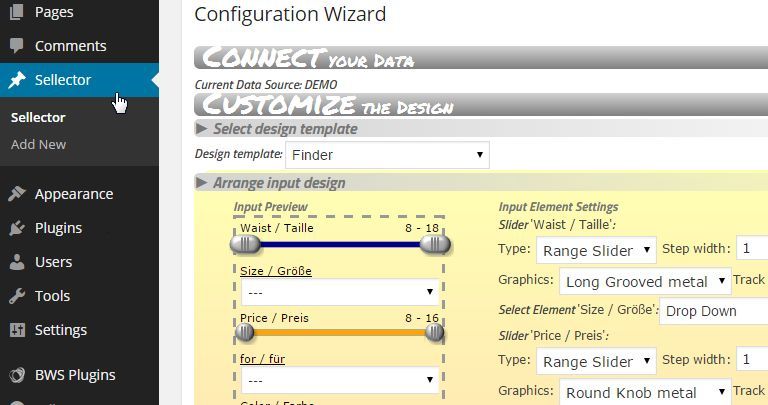 Pages
Comments
Sellector
Sellector
Add New
Appearance
Plugins
Users
Tools
Settings
BWS Plugins
Configuration Wizard
CONNECT YOUR DATA
Current Data Source: DEMO
CUSTOMIZE THE DESIGN
▶ Select design template
Design template: Finder
▶ Arrange input design
Input Preview
Waist / Taille 8 - 18
Size / Größe
---
Price / Preis 8 - 16
for / für
---
Color / Farbe
Input Element Settings
Slider 'Waist / Taille':
Type: Range Slider Step width: 1
Graphics: Long Grooved metal Track
Select Element 'Size / Größe': Drop Down
Slider 'Price / Preis':
Type: Range Slider Step width: 1
Graphics: Round Knob metal Track